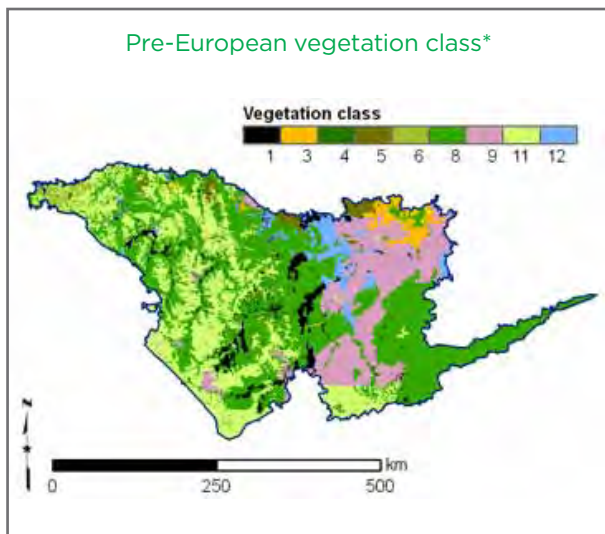 Pre-European vegetation class*
Vegetation class
1 3 4 5 6 8 9 11 12
N
km
0 250 500